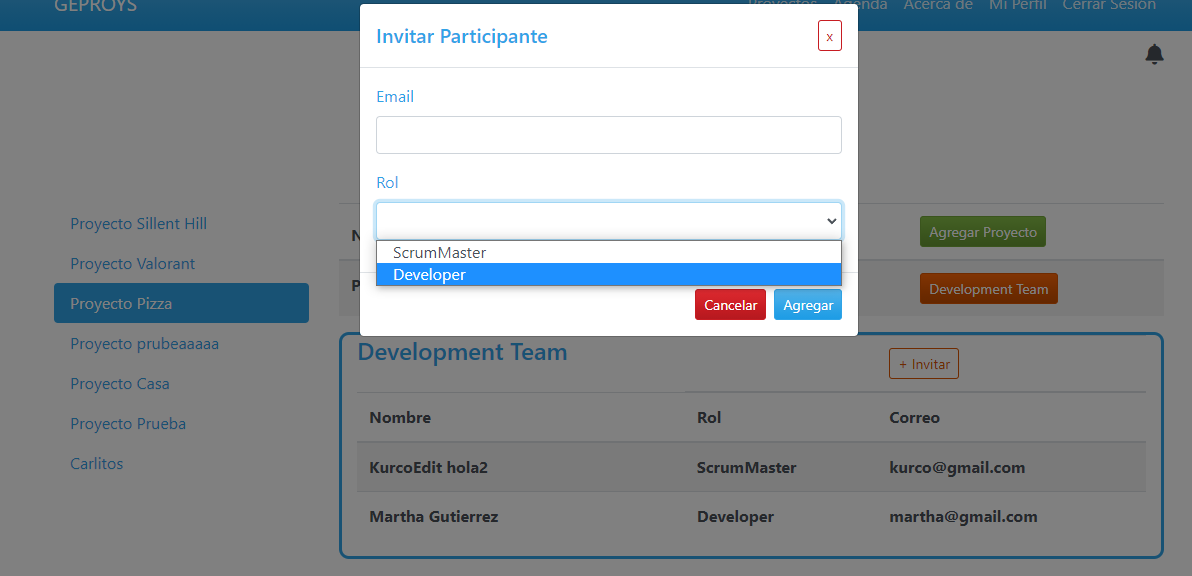 GEPROYS
Proyectos Agenda Acerca de Mi Perfil Cerrar Sesión
Invitar Participante
x
Email
Rol
ScrumMaster
Developer
Cancelar Agregar
Proyecto Sillent Hill
Proyecto Valorant
Proyecto Pizza
Proyecto prubeaaaaa
Proyecto Casa
Proyecto Prueba
Carlitos
N
Agregar Proyecto
P
Development Team
Development Team
+ Invitar
Nombre Rol Correo
KurcoEdit hola2 ScrumMaster kurco@gmail.com
Martha Gutierrez Developer martha@gmail.com